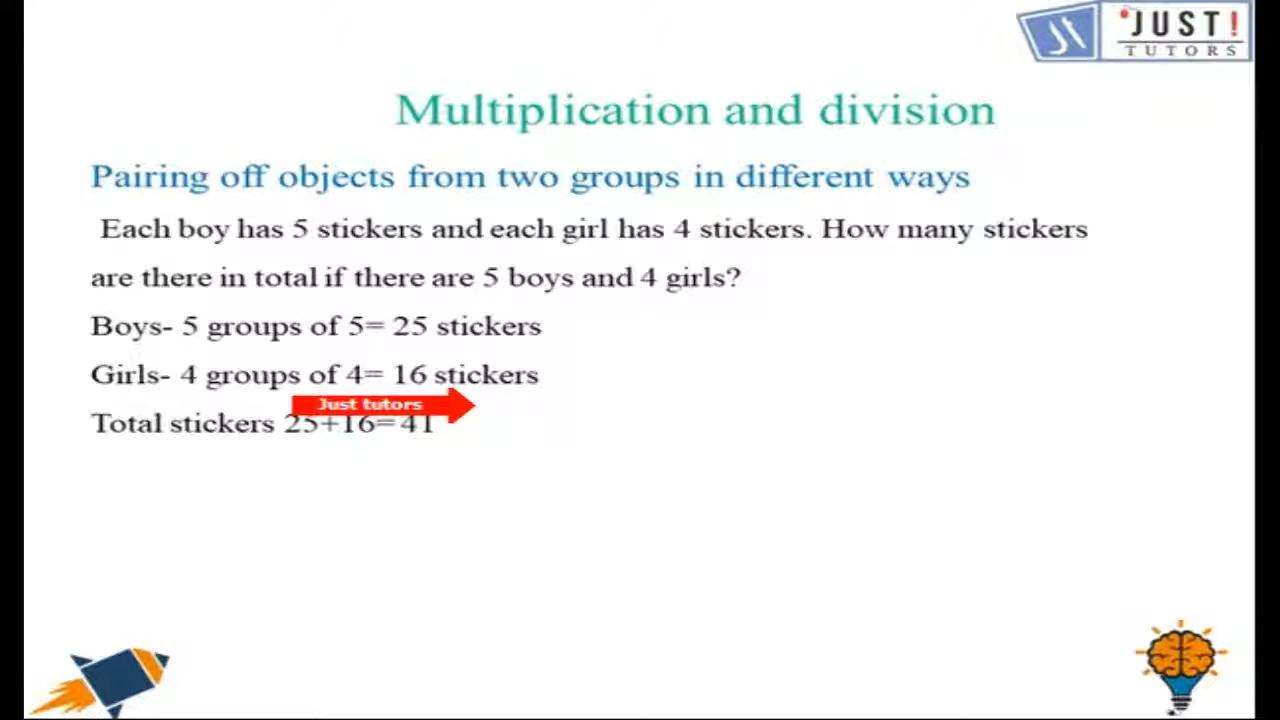 JUST!
TUTORS
Multiplication and division
Pairing off objects from two groups in different ways
Each boy has 5 stickers and each girl has 4 stickers. How many stickers
are there in total if there are 5 boys and 4 girls?
Boys- 5 groups of 5= 25 stickers
Girls- 4 groups of 4= 16 stickers
Just tutors
Total stickers 25+16= 41